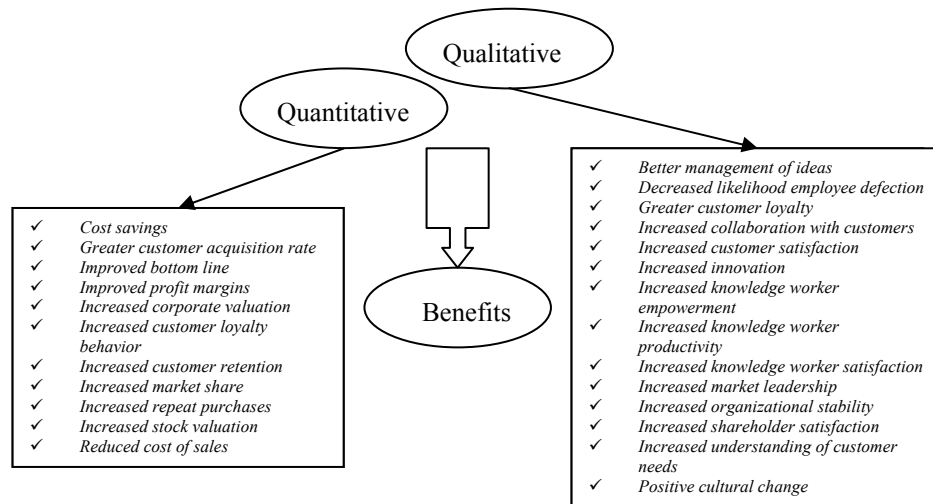 Qualitative
Quantitative
✓ Cost savings
✓ Greater customer acquisition rate
✓ Improved bottom line
✓ Improved profit margins
✓ Increased corporate valuation
✓ Increased customer loyalty
behavior
✓ Increased customer retention
✓ Increased market share
✓ Increased repeat purchases
✓ Increased stock valuation
✓ Reduced cost of sales
Benefits
✓ Better management of ideas
✓ Decreased likelihood employee defection
✓ Greater customer loyalty
✓ Increased collaboration with customers
✓ Increased customer satisfaction
✓ Increased innovation
✓ Increased knowledge worker
empowerment
✓ Increased knowledge worker
productivity
✓ Increased knowledge worker satisfaction
✓ Increased market leadership
✓ Increased organizational stability
✓ Increased shareholder satisfaction
✓ Increased understanding of customer
needs
✓ Positive cultural change